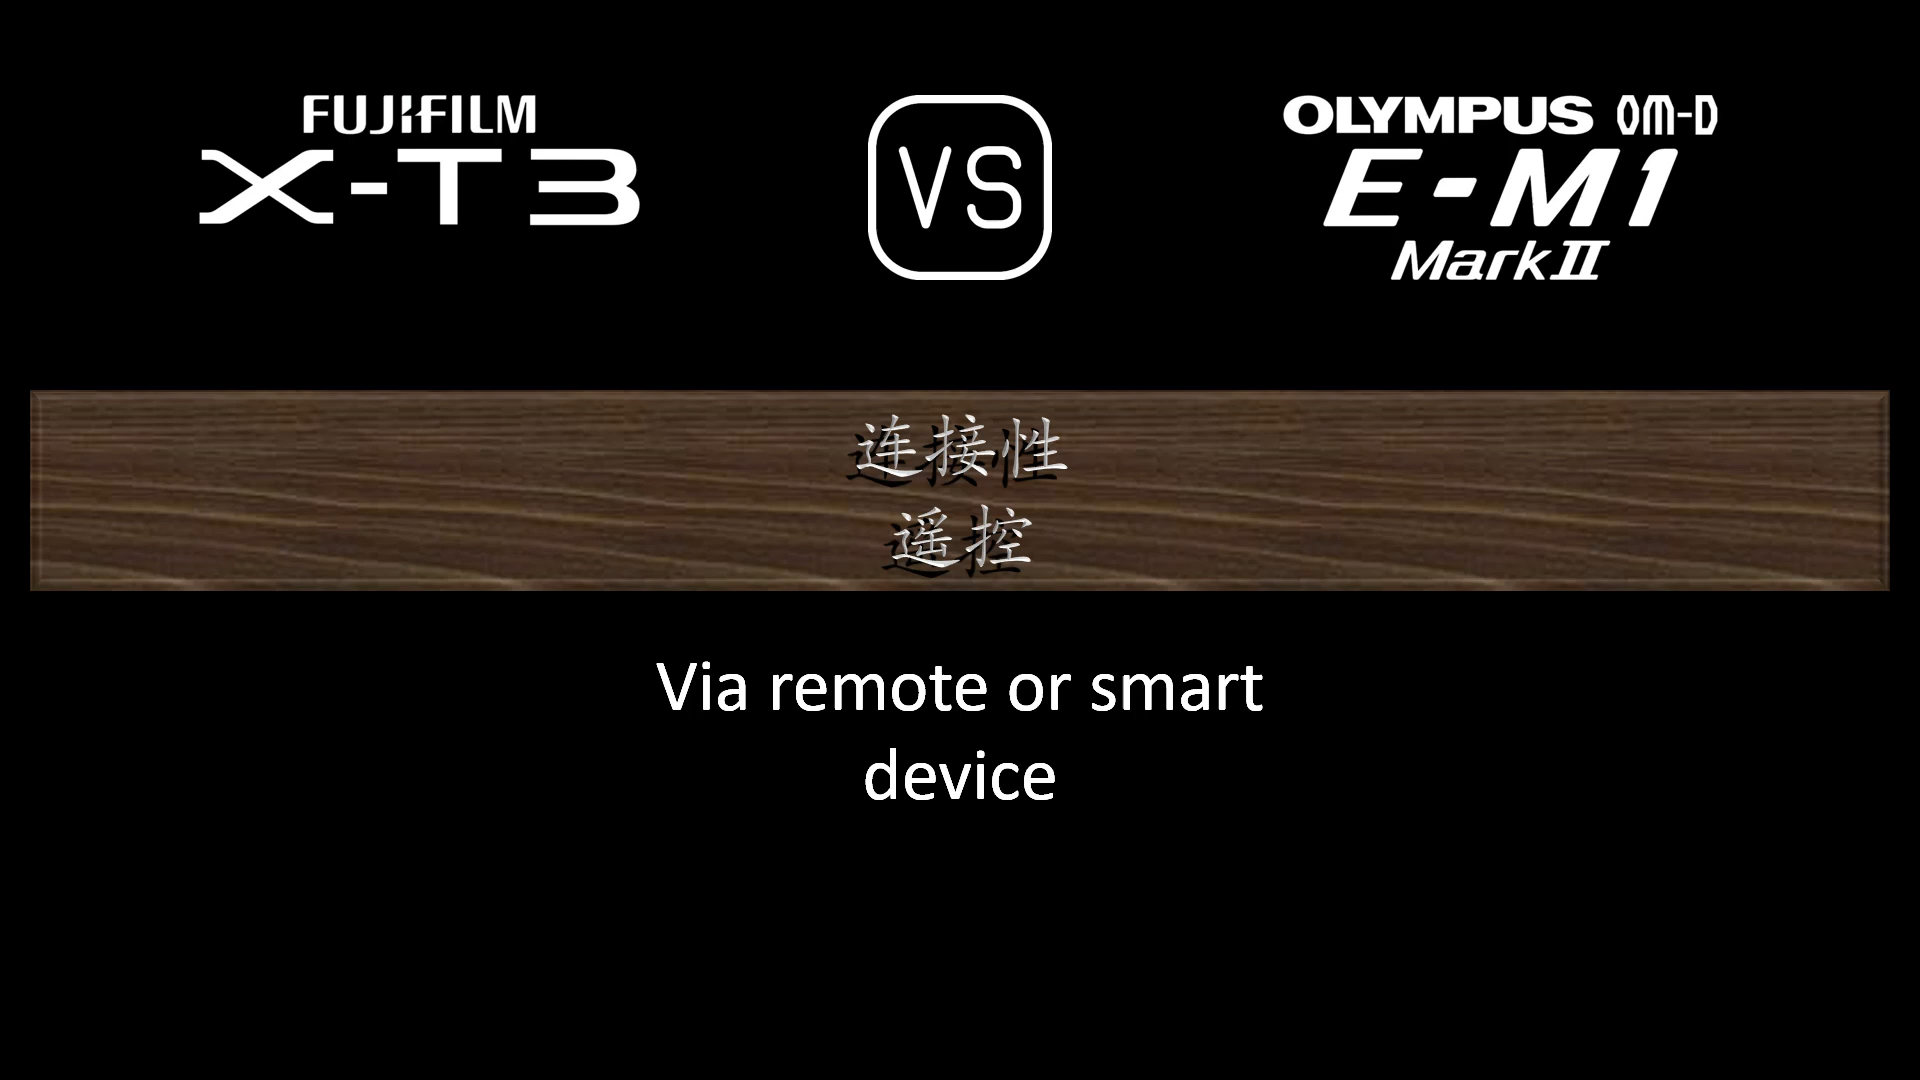 FUJIFILM
X-T3
VS
OLYMPUS OM-D
E-M1
Mark II
连接性
遥控
Via remote or smart
device